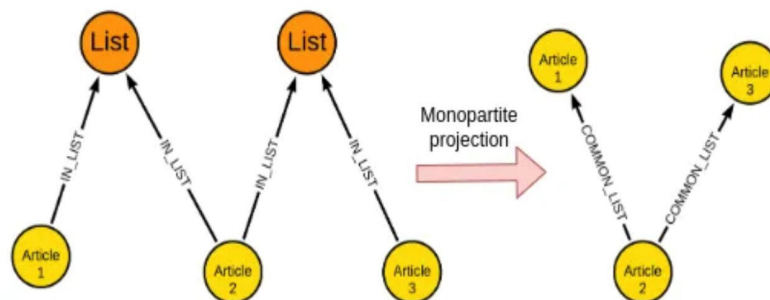 List
List
IN_LIST
IN_LIST
IN_LIST
IN_LIST
Article
1
Article
2
Article
3
Monopartite
projection
Article
1
Article
3
COMMON_LIST
COMMON_LIST
Article
2